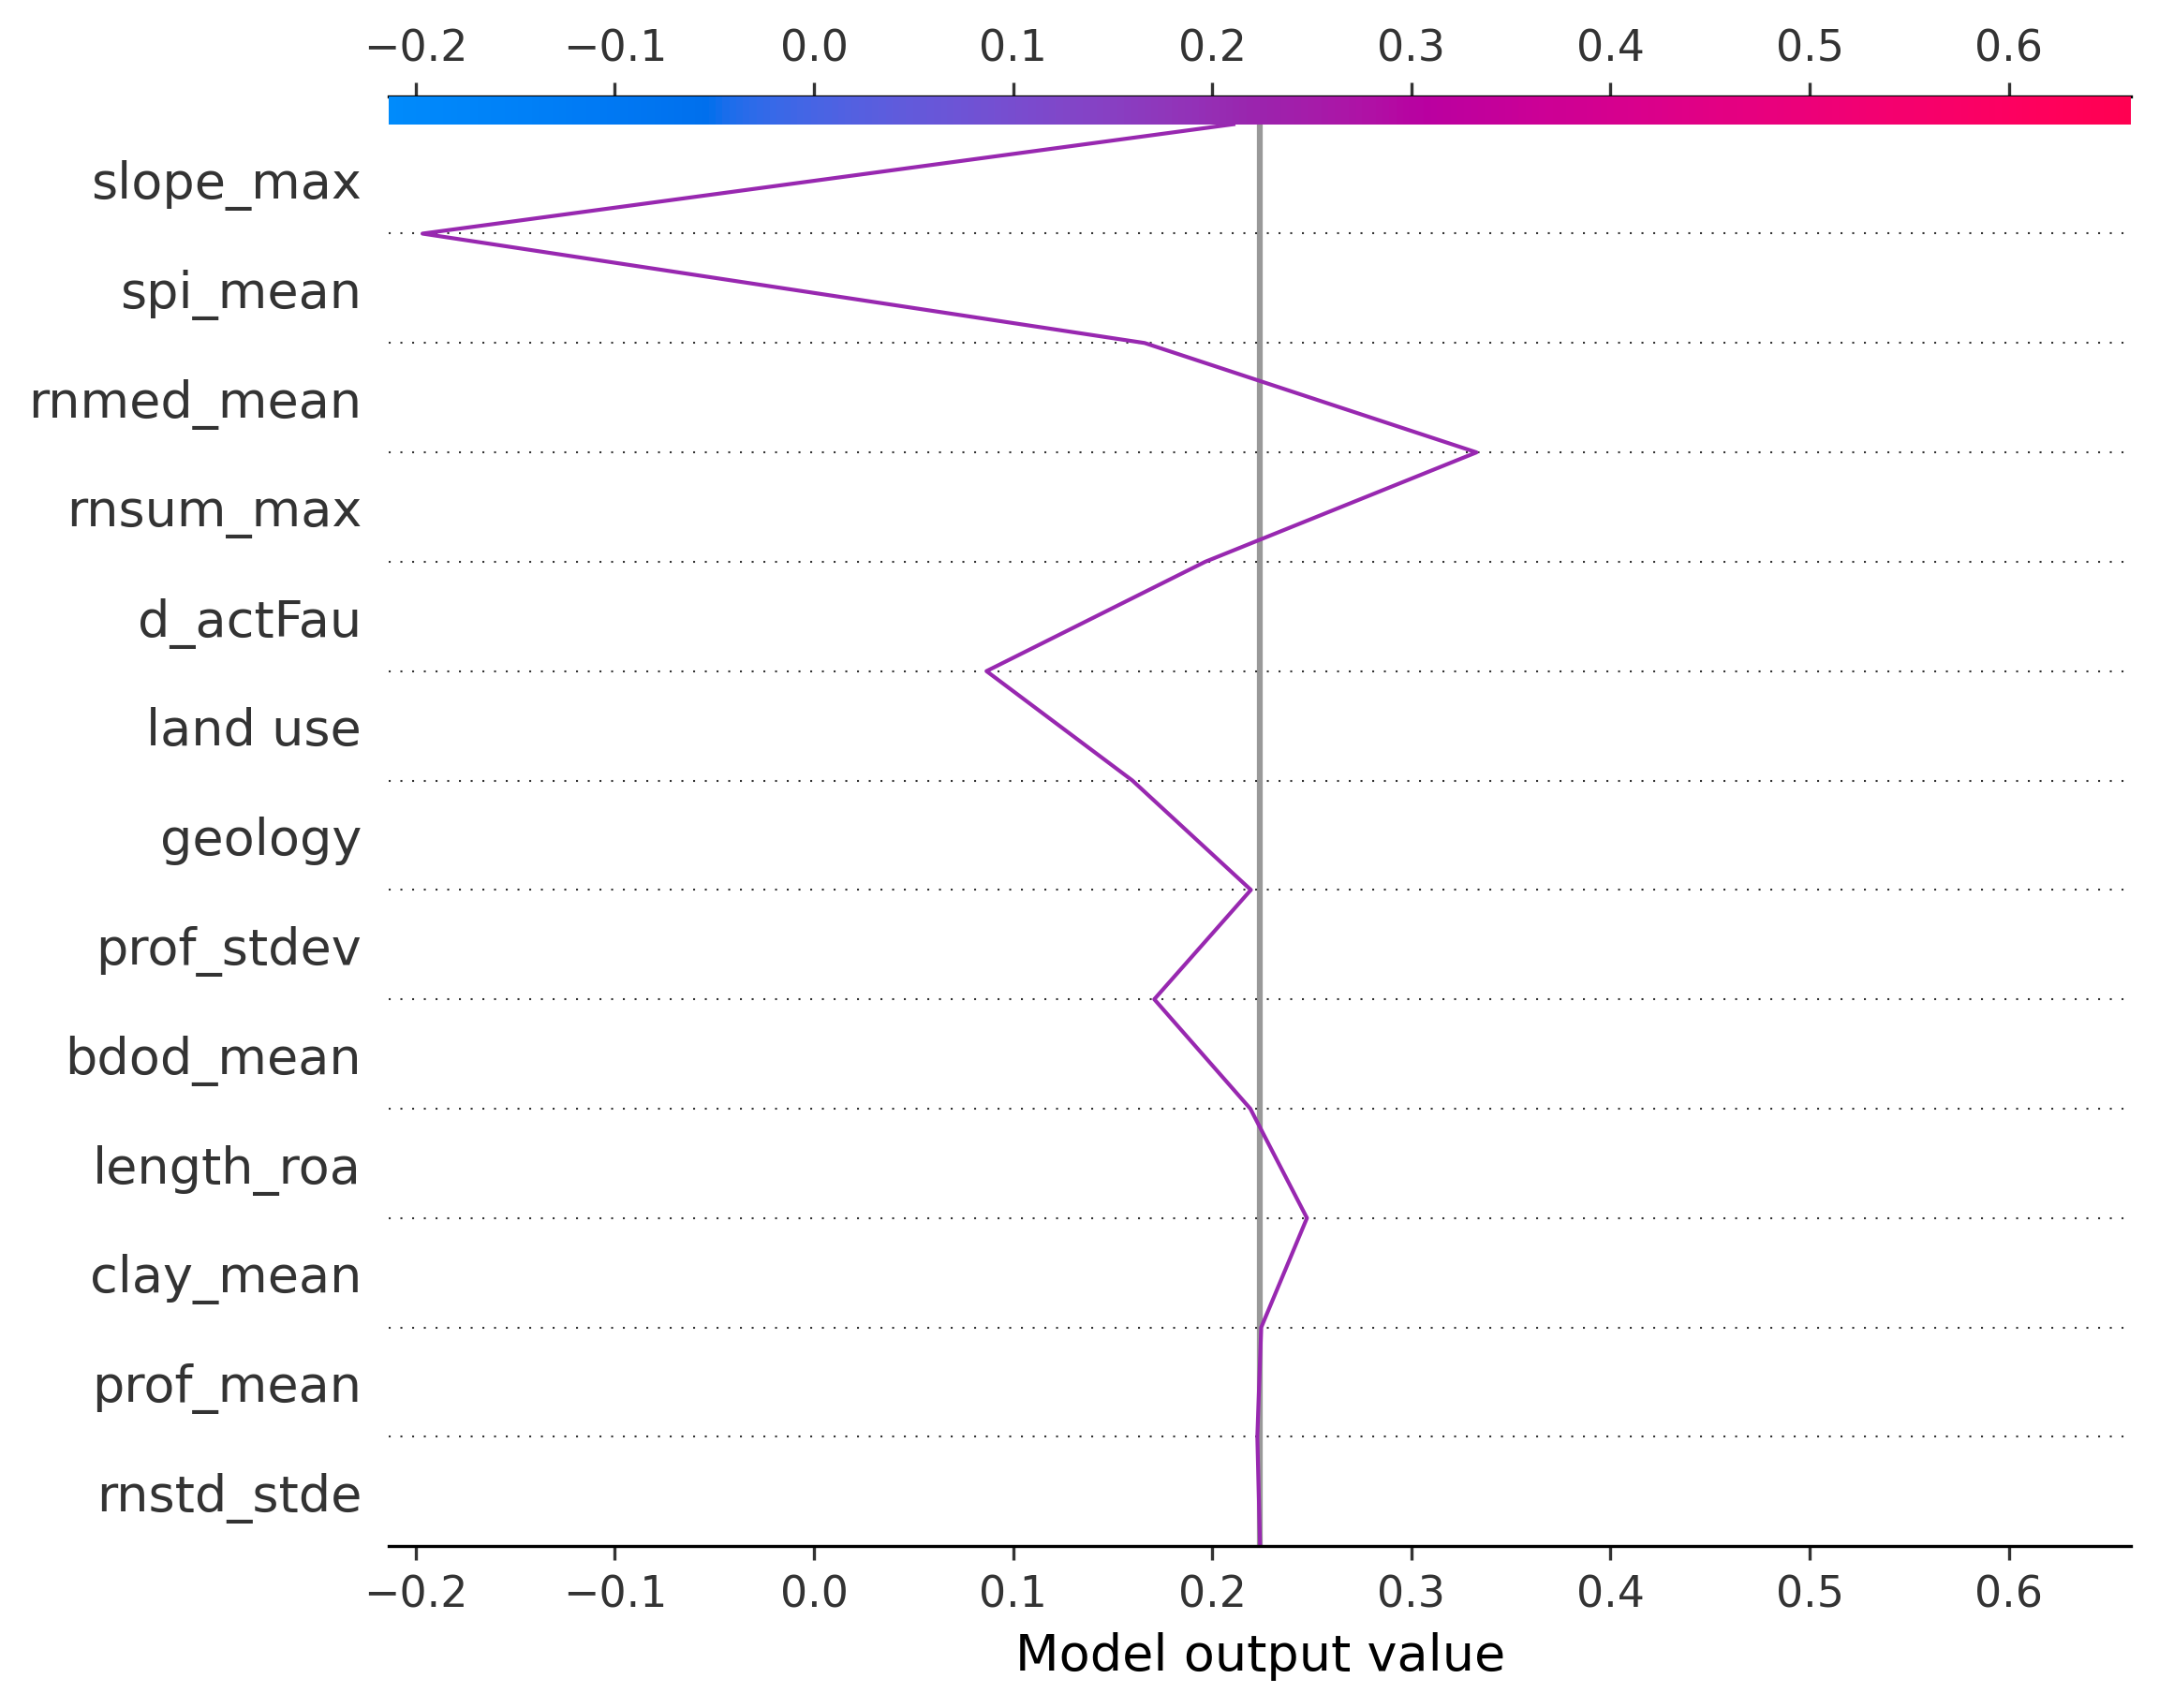 −0.2 −0.1 0.0 0.1 0.2 0.3 0.4 0.5 0.6
slope_max
spi_mean
rnmed_mean
rnsum_max
d_actFau
land use
geology
prof_stdev
bdod_mean
length_roa
clay_mean
prof_mean
rnstd_stde
−0.2 −0.1 0.0 0.1 0.2 0.3 0.4 0.5 0.6
Model output value